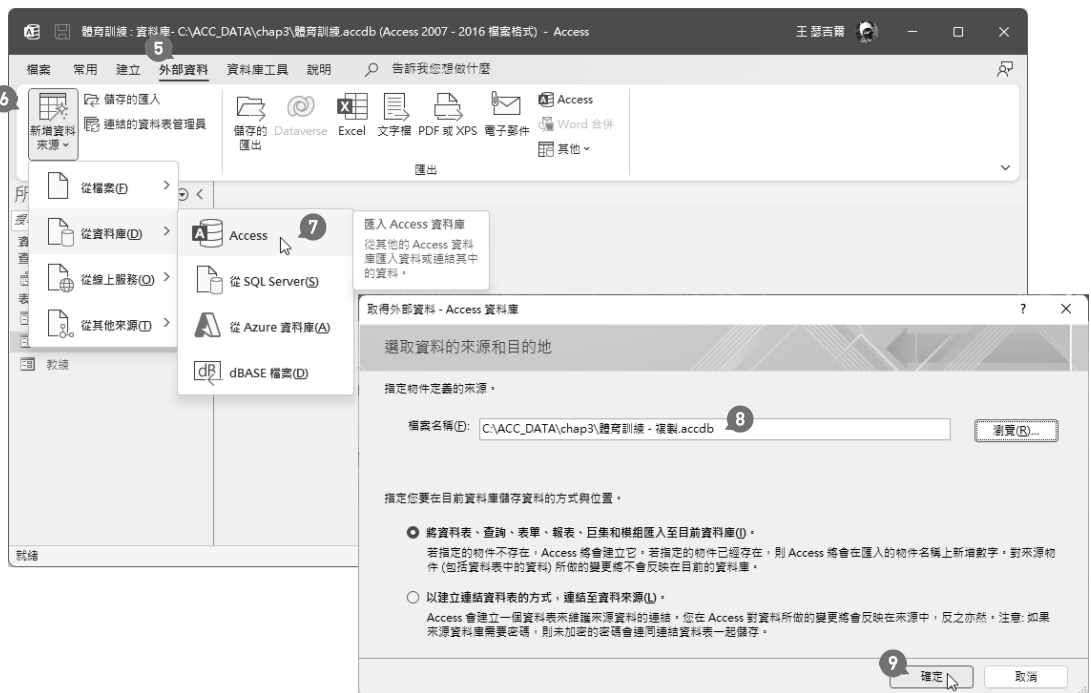 體育訓練 : 資料庫- C:\ACC_DATA\chap3\體育訓練.accdb (Access 2007 - 2016 檔案格式) - Access
王 瑟吉爾
5
檔案 常用 建立 外部資料 資料庫工具 說明 告訴我您想做什麼
6
新增資料
來源
儲存的匯入
連結的資料表管理員
儲存的
匯出
Dataverse
Excel
文字檔
PDF 或 XPS
電子郵件
Access
Word 合併
其他
匯出
從檔案(F)
從資料庫(D)
從線上服務(O)
從其他來源(T)
所
搜
資
查
表
教練
就緒
Access
7
從 SQL Server(S)
從 Azure 資料庫(A)
dBASE 檔案(D)
匯入 Access 資料庫
從其他的 Access 資料
庫匯入資料或連結其中
的資料。
取得外部資料 - Access 資料庫
?
選取資料的來源和目的地
指定物件定義的來源。
檔案名稱(F): C:\ACC_DATA\chap3\體育訓練 - 複製.accdb 8 瀏覽(R)...
指定您要在目前資料庫儲存資料的方式與位置。
將資料表、查詢、表單、報表、巨集和模組匯入至目前資料庫(I)。
若指定的物件不存在，Access 將會建立它。若指定的物件已經存在，則 Access 將會在匯入的物件名稱上新增數字。對來源物
件 (包括資料表中的資料) 所做的變更將不會反映在目前的資料庫。
以建立連結資料表的方式，連結至資料來源(L)。
Access 會建立一個資料表來維護來源資料的連結。您在 Access 對資料所做的變更將會反映在來源中，反之亦然。注意: 如果
來源資料庫需要密碼，則未加密的密碼會連同連結資料表一起儲存。
9
確定 取消